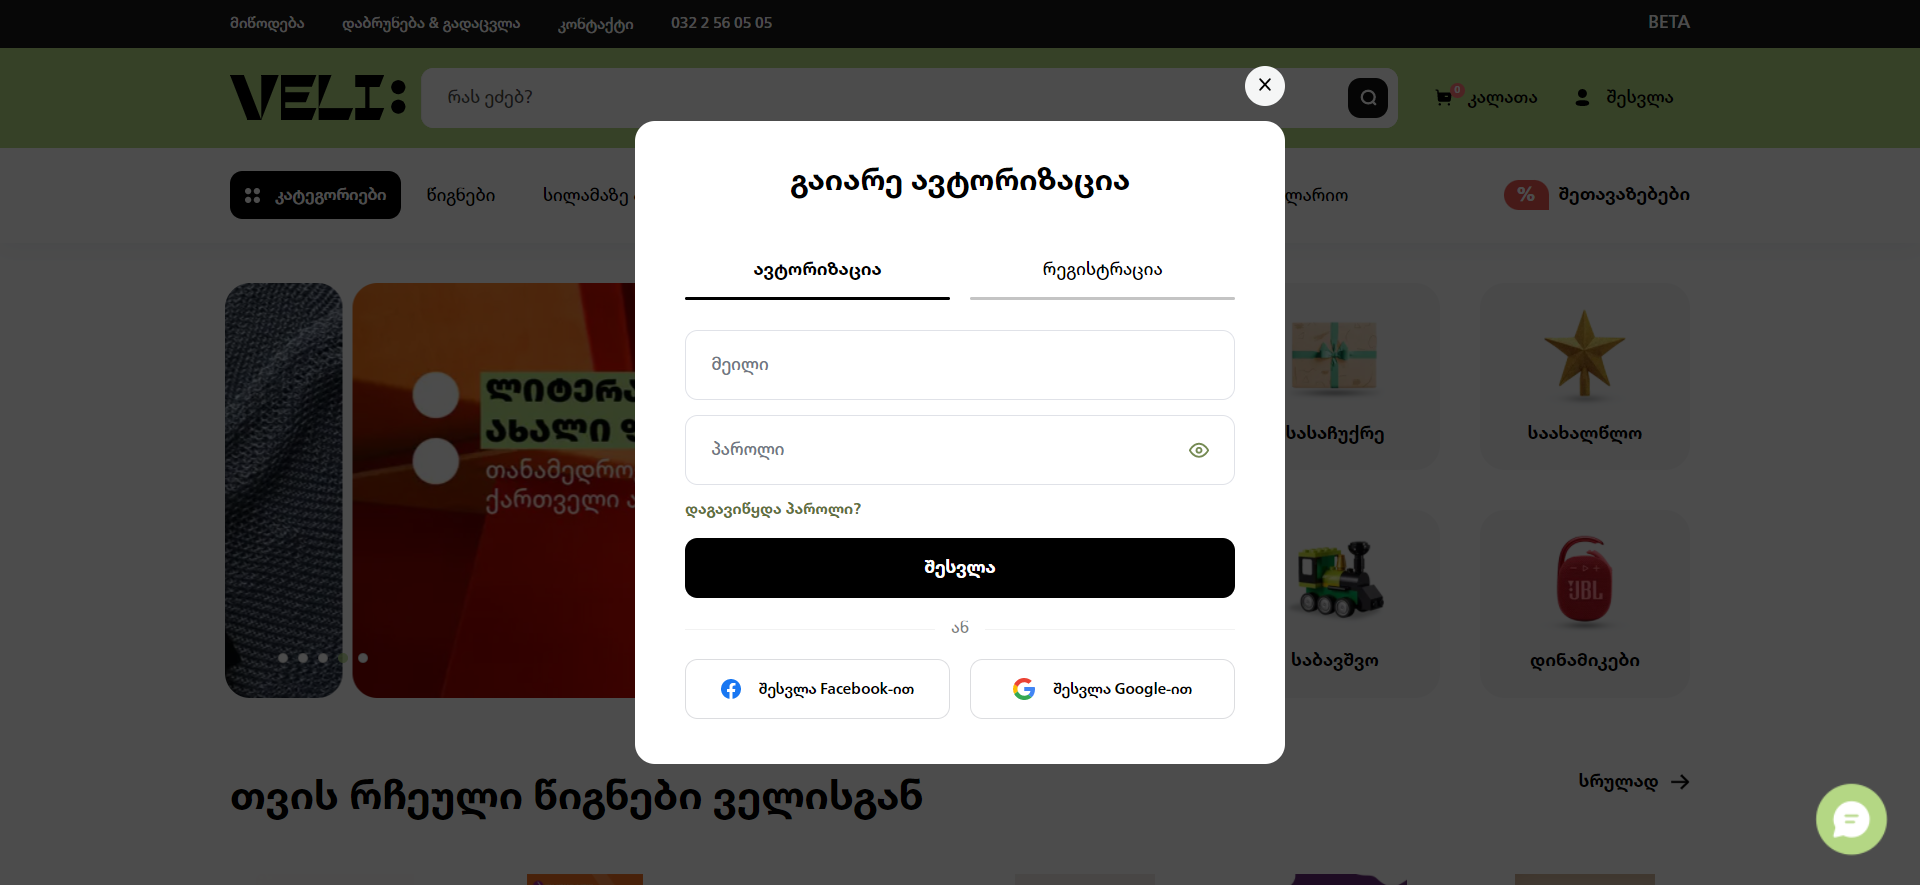 მიწოდება
დაბრუნება & გადაცვლა
კონტაქტი
032 2 56 05 05
BETA
VELI:
რას ეძებ?
0
კალათა
შესვლა
კატეგორიები
წიგნები
სილამაზე
% შეთავაზებები
გაიარე ავტორიზაცია
ავტორიზაცია
რეგისტრაცია
მეილი
პაროლი
დაგავიწყდა პაროლი?
შესვლა
ან
შესვლა Facebook-ით
შესვლა Google-ით
ახალი
თანამედრო
ქართველი
სასაჩუქრე
საახალწლო
JBL
საბავშვო
დინამიკები
თვის რჩეული წიგნები ველისგან
სრულად